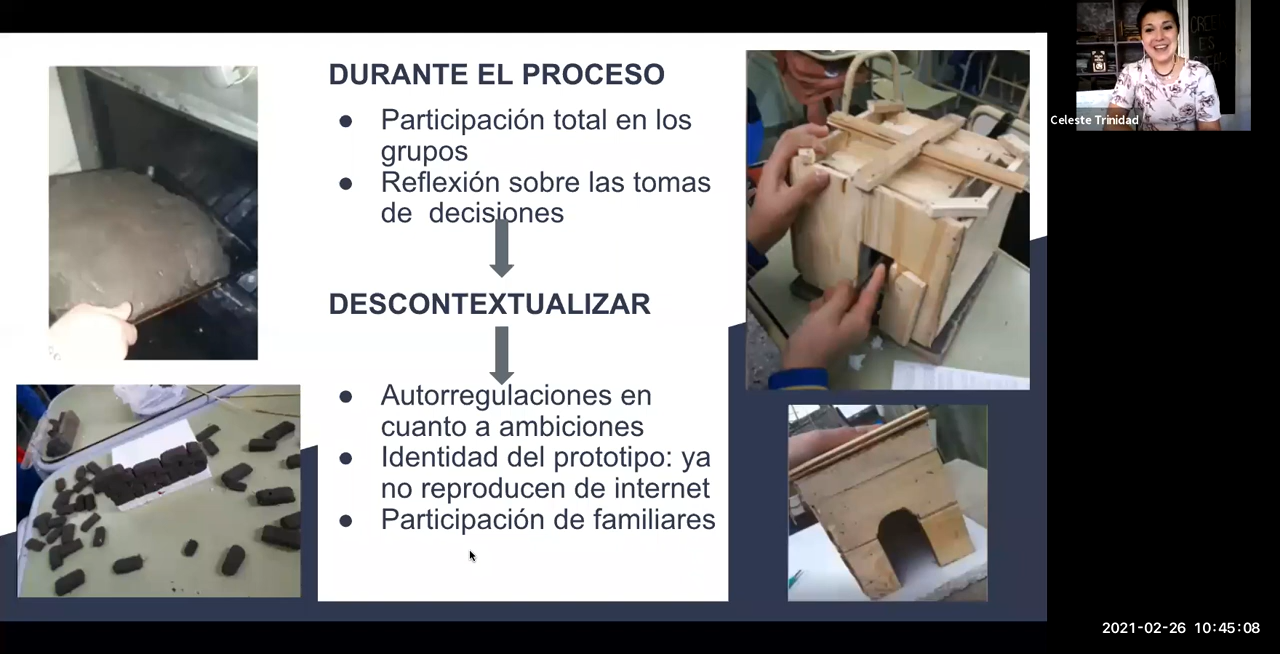 DURANTE EL PROCESO
● Participación total en los
grupos
● Reflexión sobre las tomas
de decisiones
DESCONTEXTUALIZAR
● Autorregulaciones en
cuanto a ambiciones
● Identidad del prototipo: ya
no reproducen de internet
● Participación de familiares
Celeste Trinidad
ES
2021-02-26 10:45:08